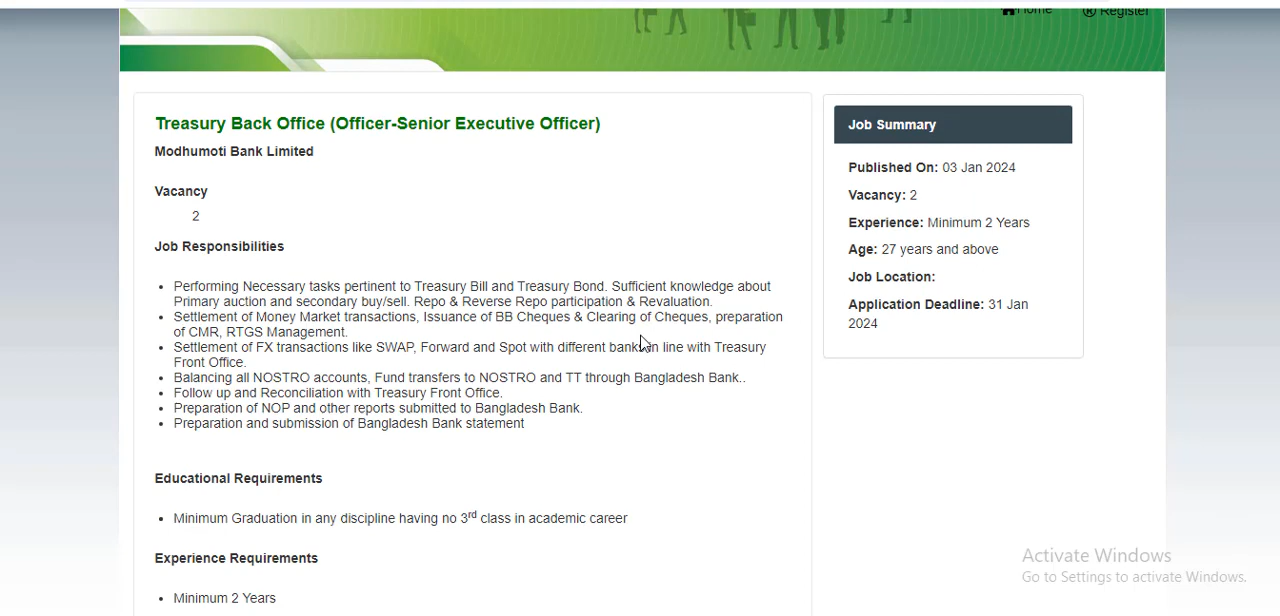 Home
Register
Treasury Back Office (Officer-Senior Executive Officer)
Modhumoti Bank Limited
Vacancy
2
Job Responsibilities
• Performing Necessary tasks pertinent to Treasury Bill and Treasury Bond. Sufficient knowledge about
Primary auction and secondary buy/sell. Repo & Reverse Repo participation & Revaluation.
• Settlement of Money Market transactions, Issuance of BB Cheques & Clearing of Cheques, preparation
of CMR, RTGS Management.
• Settlement of FX transactions like SWAP, Forward and Spot with different banks in line with Treasury
Front Office.
• Balancing all NOSTRO accounts, Fund transfers to NOSTRO and TT through Bangladesh Bank..
• Follow up and Reconciliation with Treasury Front Office.
• Preparation of NOP and other reports submitted to Bangladesh Bank.
• Preparation and submission of Bangladesh Bank statement
Educational Requirements
• Minimum Graduation in any discipline having no 3rd class in academic career
Experience Requirements
• Minimum 2 Years
Job Summary
Published On: 03 Jan 2024
Vacancy: 2
Experience: Minimum 2 Years
Age: 27 years and above
Job Location:
Application Deadline: 31 Jan
2024
Activate Windows
Go to Settings to activate Windows.